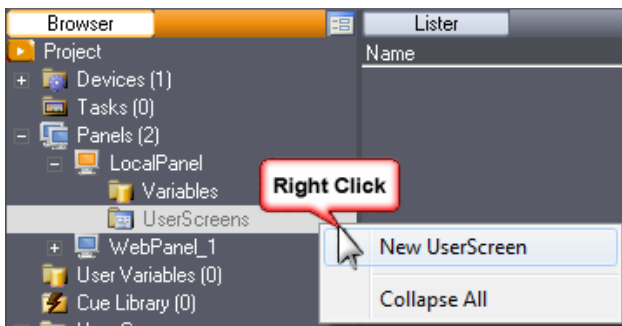 Browser
Lister
Project
Name
Devices (1)
Tasks (0)
Panels (2)
LocalPanel
Variables
Right Click
UserScreens
WebPanel_1
New UserScreen
User Variables (0)
Collapse All
Cue Library (0)